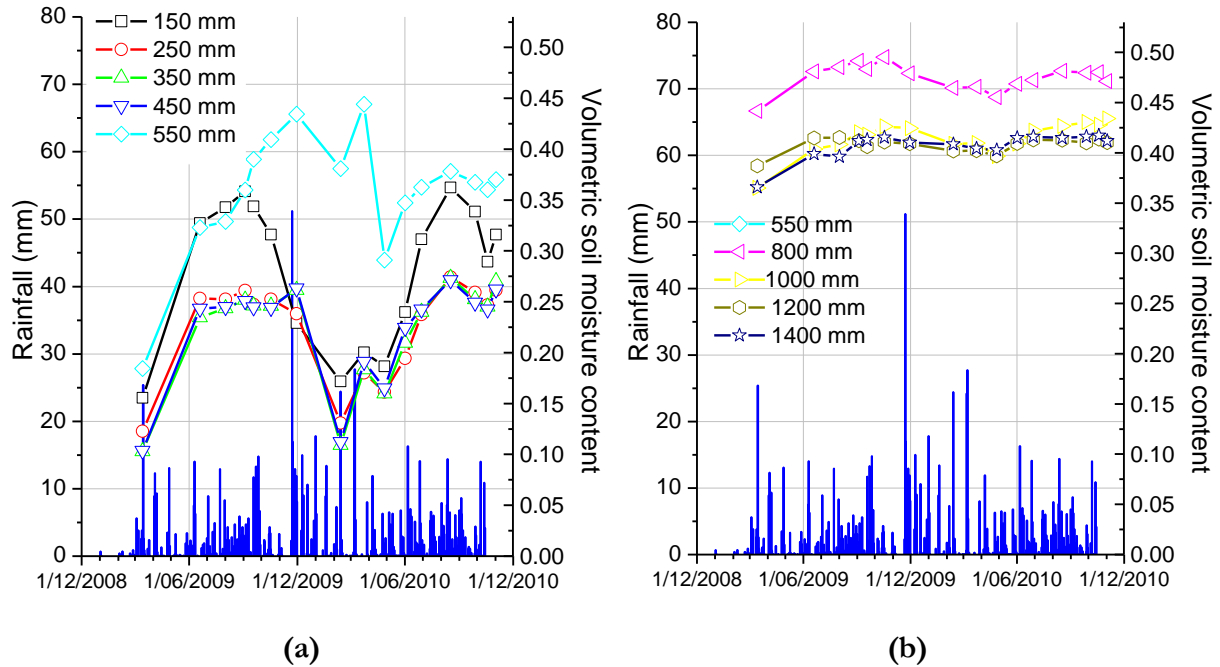 80
70
60
50
40
30
20
10
0
Rainfall (mm)
150 mm
250 mm
350 mm
450 mm
550 mm
0.50
0.45
0.40
0.35
0.30
0.25
0.20
0.15
0.10
0.05
0.00
Volumetric soil moisture content
1/12/2008 1/06/2009 1/12/2009 1/06/2010 1/12/2010
(a)
80
70
60
50
40
30
20
10
0
Rainfall (mm)
550 mm
800 mm
1000 mm
1200 mm
1400 mm
0.50
0.45
0.40
0.35
0.30
0.25
0.20
0.15
0.10
0.05
0.00
Volumetric soil moisture content
1/12/2008 1/06/2009 1/12/2009 1/06/2010 1/12/2010
(b)